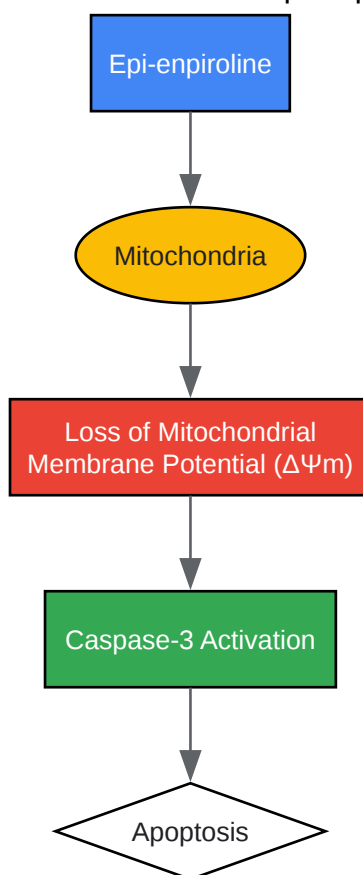 Epi-enpiroline
Mitochondria
Loss of Mitochondrial
Membrane Potential (ΔΨm)
Caspase-3 Activation
Apoptosis